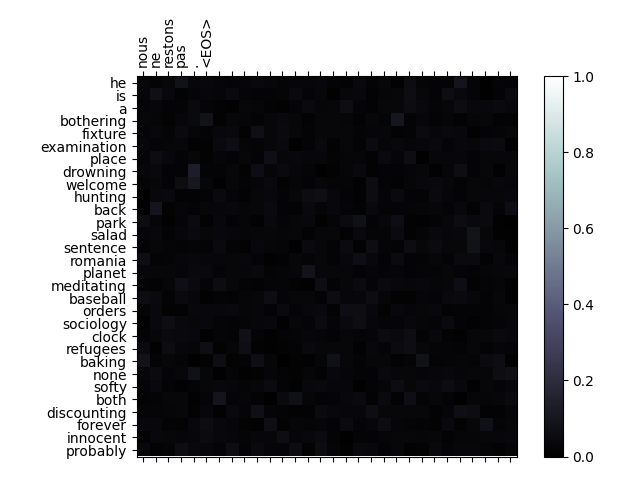 nous
ne
restons
pas
.
<EOS>
he
is
a
bothering
fixture
examination
place
drowning
welcome
hunting
back
park
salad
sentence
romania
planet
meditating
baseball
orders
sociology
clock
refugees
baking
none
softy
both
discounting
forever
innocent
probably
1.0
0.8
0.6
0.4
0.2
0.0